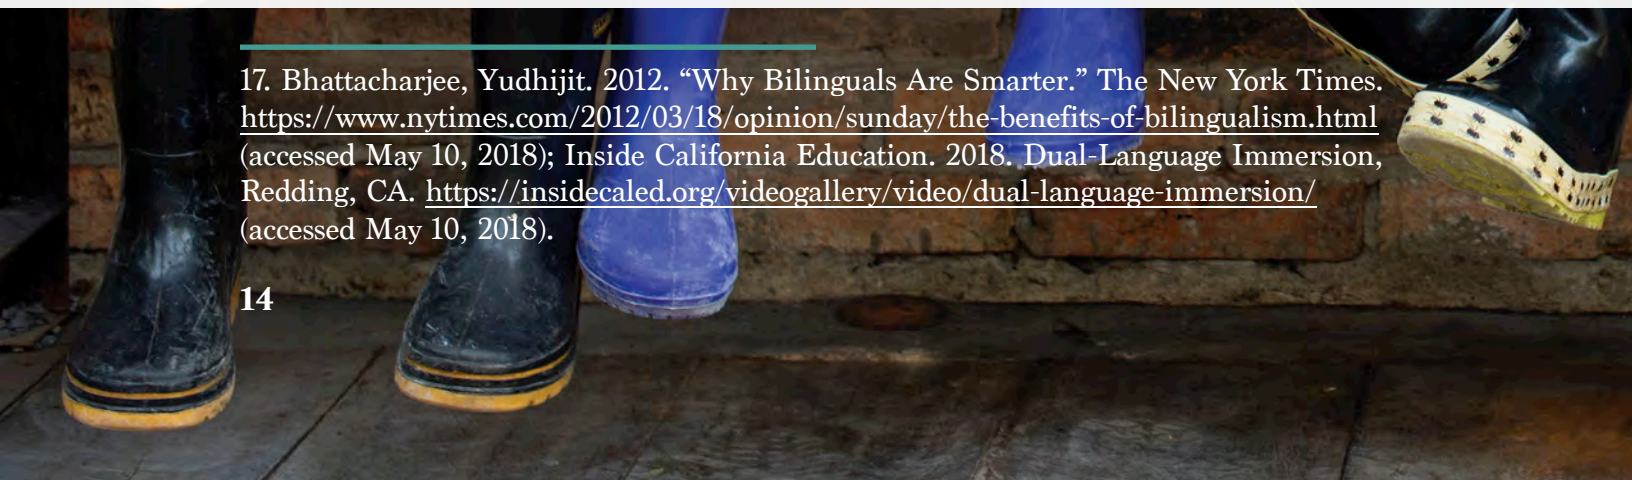 17. Bhattacharjee, Yudhijit. 2012. “Why Bilinguals Are Smarter.” The New York Times.
https://www.nytimes.com/2012/03/18/opinion/sunday/the-benefits-of-bilingualism.html
(accessed May 10, 2018); Inside California Education. 2018. Dual-Language Immersion,
Redding, CA. https://insidecaled.org/videogallery/video/dual-language-immersion/
(accessed May 10, 2018).
14